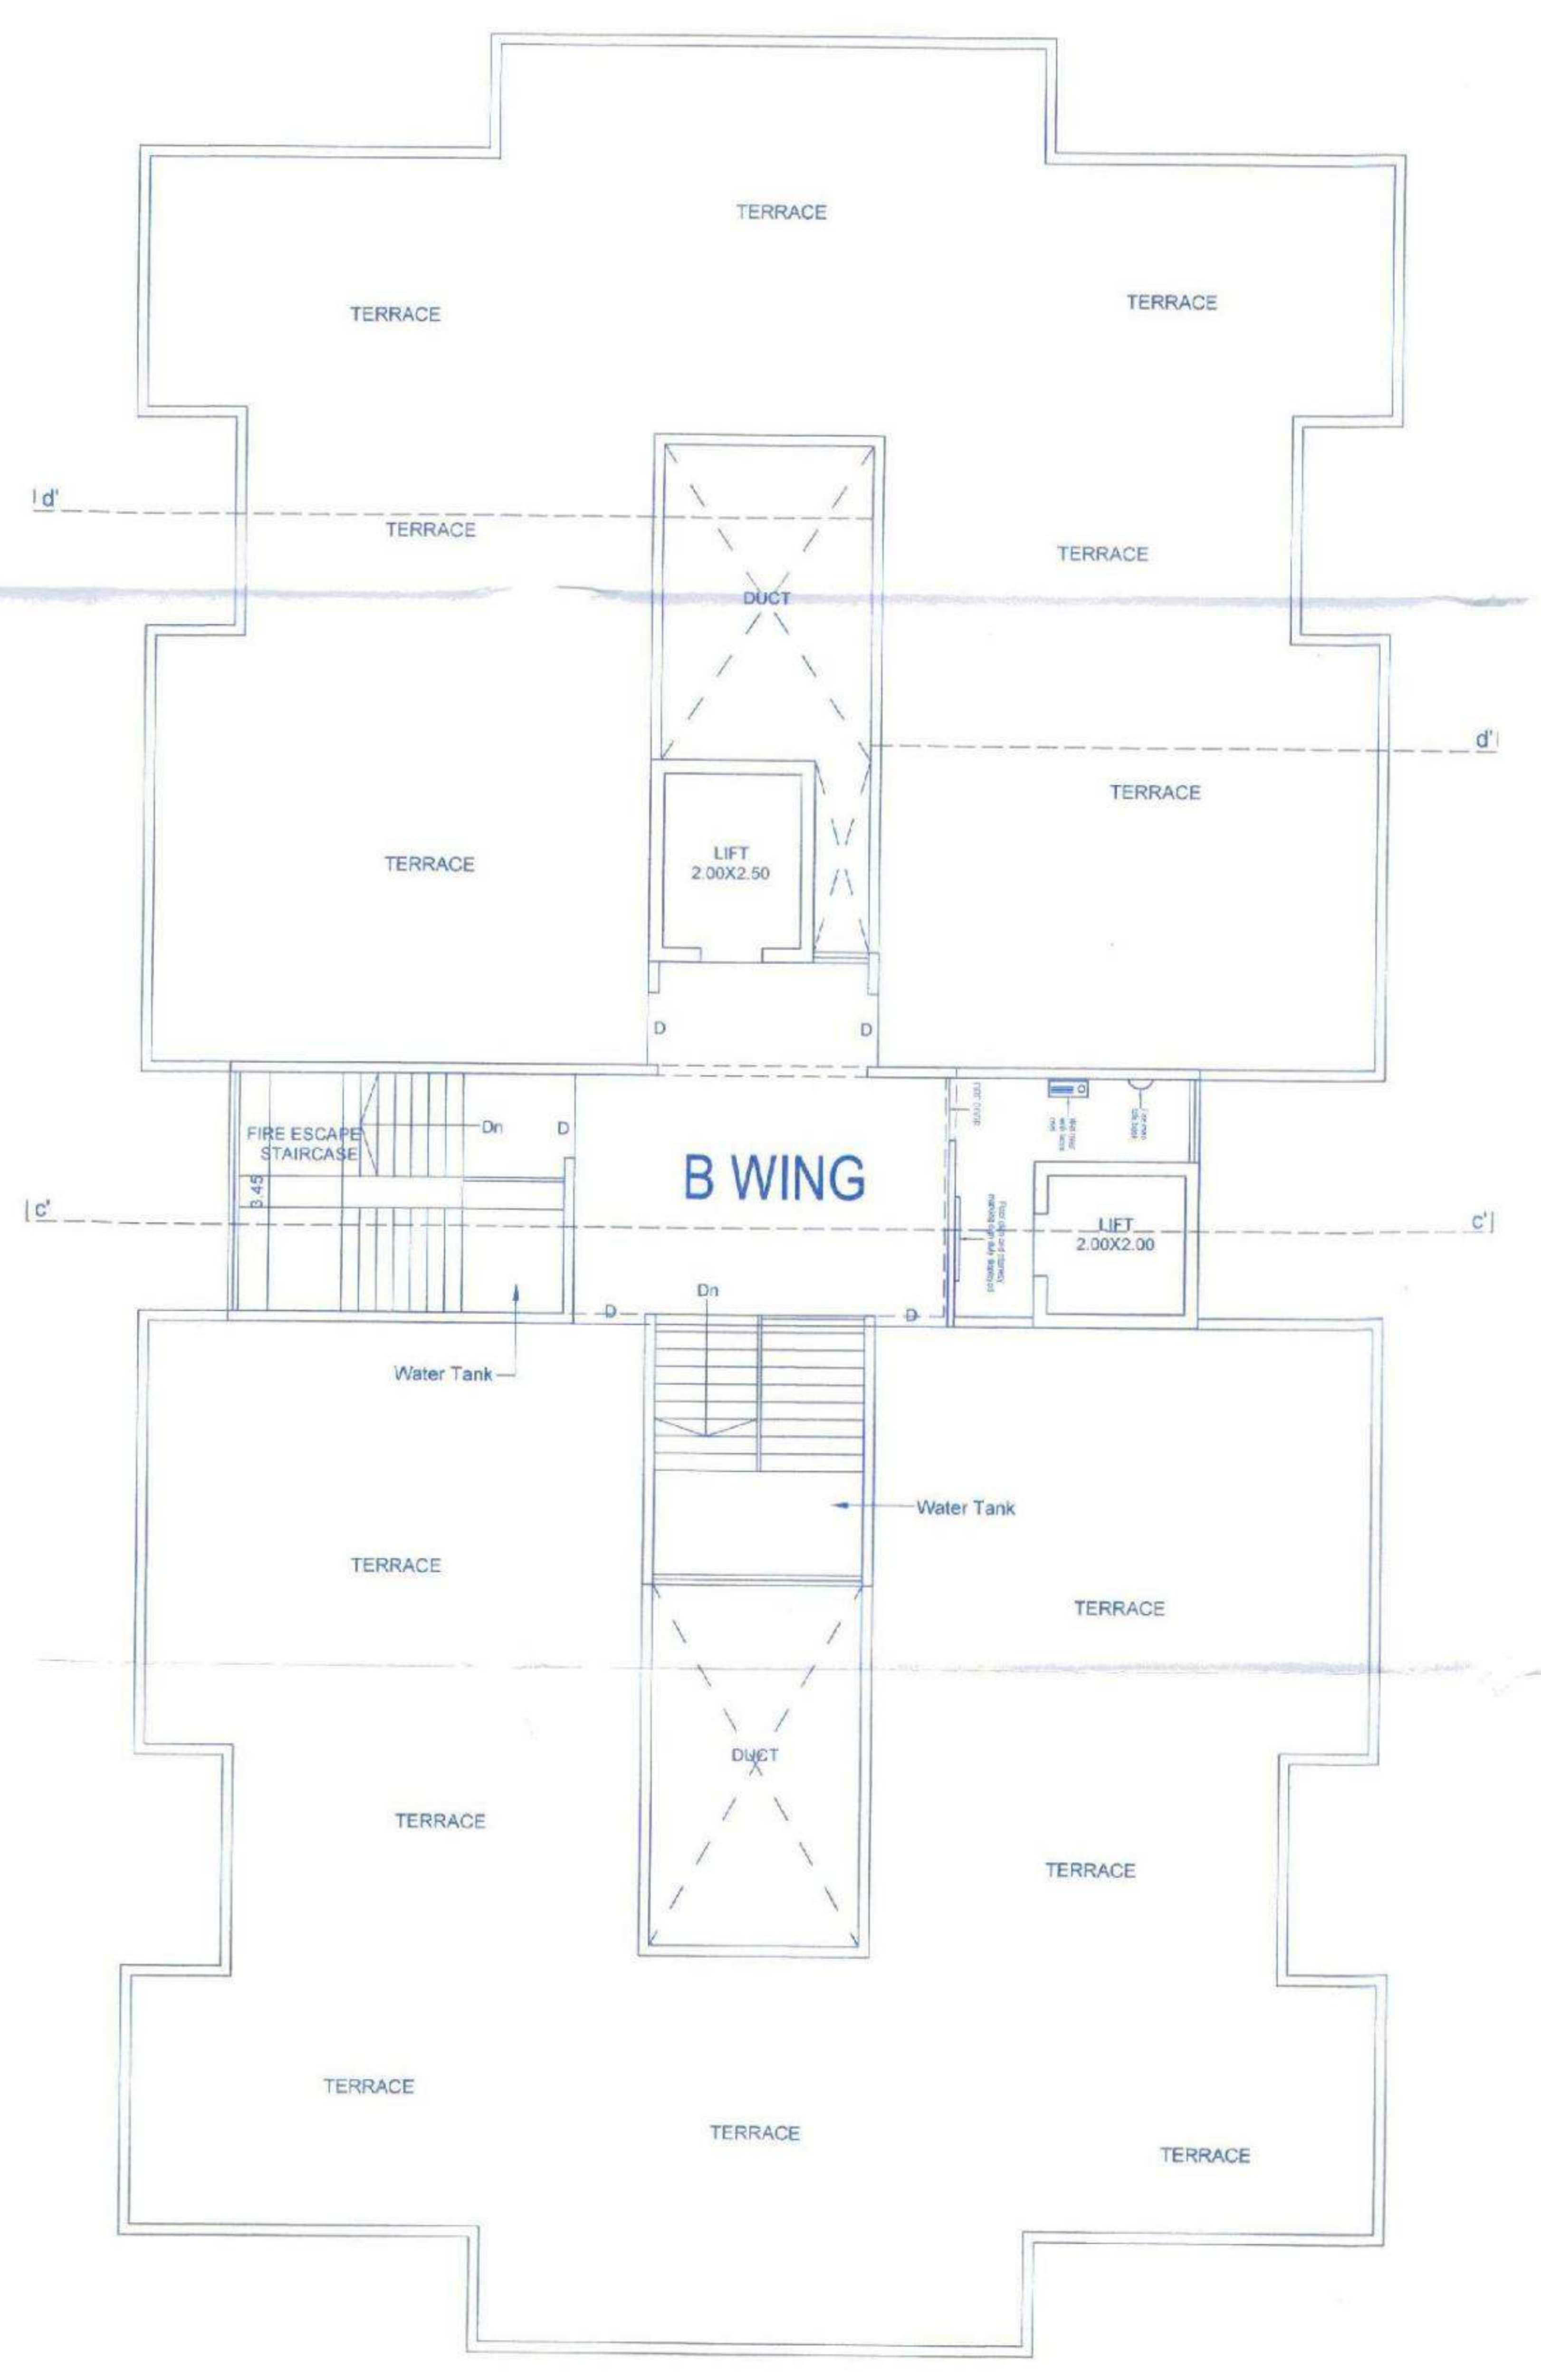 TERRACE
TERRACE
TERRACE
d'
TERRACE
TERRACE
DUCT
d'
TERRACE
TERRACE
LIFT
2.00X2.50
D
D
FIRE ESCAPE
STAIRCASE
Dn
D
B WING
3.45
c'
LIFT
2.00X2.00
c'
D
Dn
D
Water Tank
Water Tank
TERRACE
TERRACE
DUCT
TERRACE
TERRACE
TERRACE
TERRACE
TERRACE